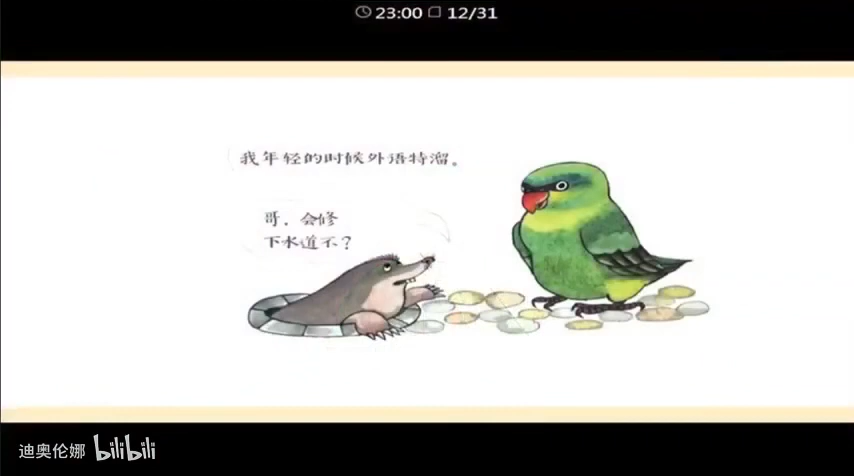 23:00 12/31
我年轻的时候外语特溜。
哥，会修
下水道不？
迪奥伦娜 bilibili